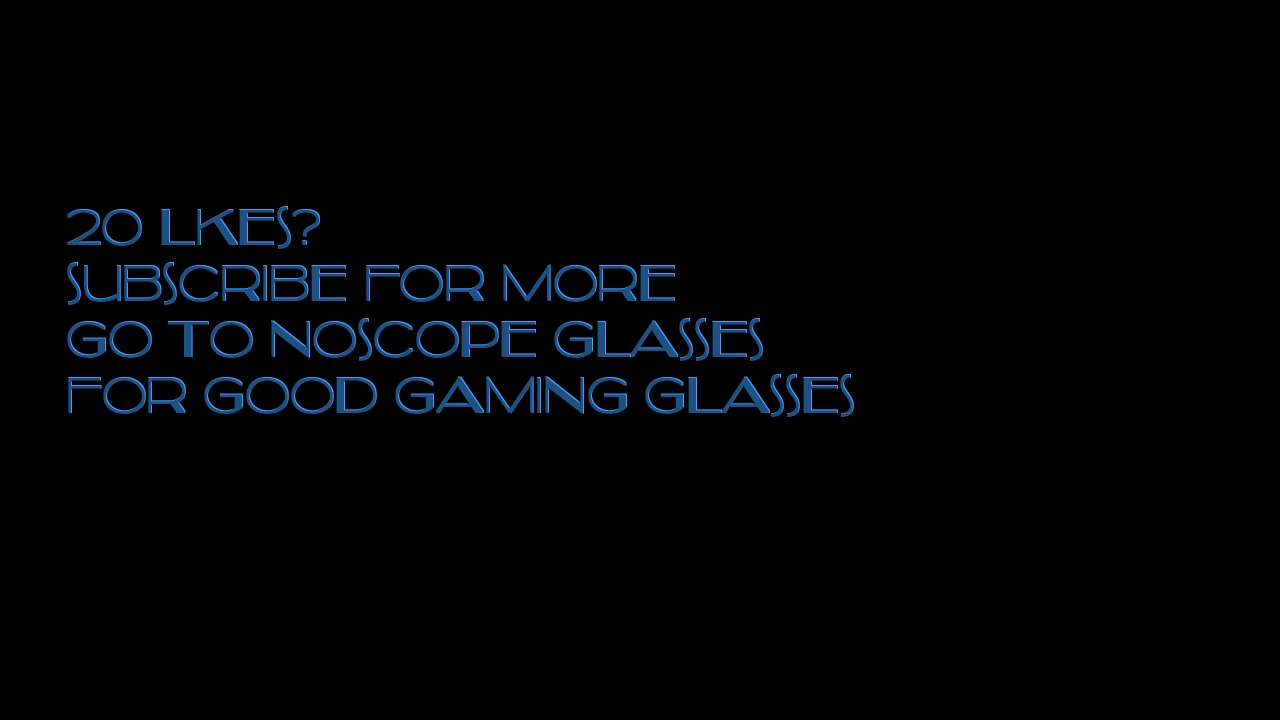 20 LKES?
SUBSCRIBE FOR MORE
GO TO NOSCOPE GLASSES
FOR GOOD GAMING GLASSES